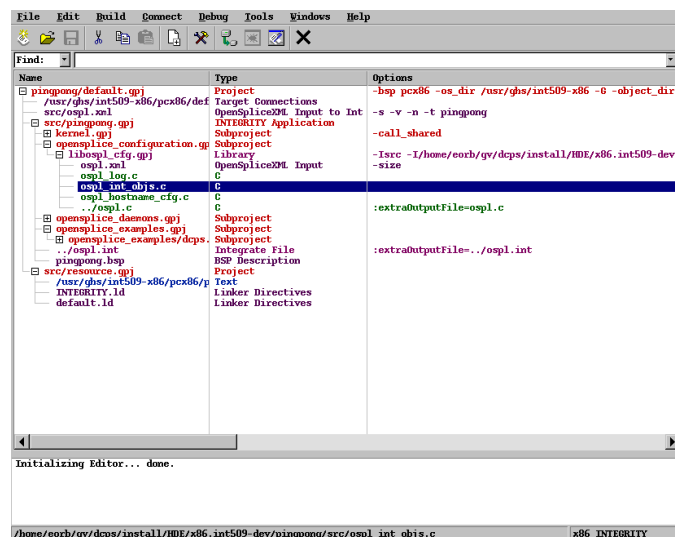 File Edit Build Connect Debug Tools Windows Help
Find:
Name Type Options
pingpong/default.gpj Project -bsp pcx86 -os_dir /usr/ghs/int509-x86 -G -object_dir
/usr/ghs/int509-x86/pcx86/def Target Connections
src/ospl.xml OpenSpliceXML Input to Int -s -v -n -t pingpong
src/pingpong.gpj INTEGRITY Application
kernel.gpj Subproject -call_shared
opensplice_configuration.gp Subproject
libospl_cfg.gpj Library -Isrc -I/home/eorb/gv/dcps/install/HDE/x86.int509-dev
ospl.xml OpenSpliceXML Input -size
ospl_log.c C
ospl_int_objs.c C
ospl_hostname_cfg.c C
../ospl.c C :extraOutputFile=ospl.c
opensplice_daemons.gpj Subproject
opensplice_examples.gpj Subproject
opensplice_examples/dcps. Subproject
../ospl.int Integrate File :extraOutputFile=../ospl.int
pingpong.bsp BSP Description
src/resource.gpj Project
/usr/ghs/int509-x86/pcx86/p Text
INTEGRITY.ld Linker Directives
default.ld Linker Directives
Initializing Editor... done.
/home/eorb/gv/dcps/install/HDE/x86.int509-dev/pingpong/src/ospl_int_objs.c x86 INTEGRITY